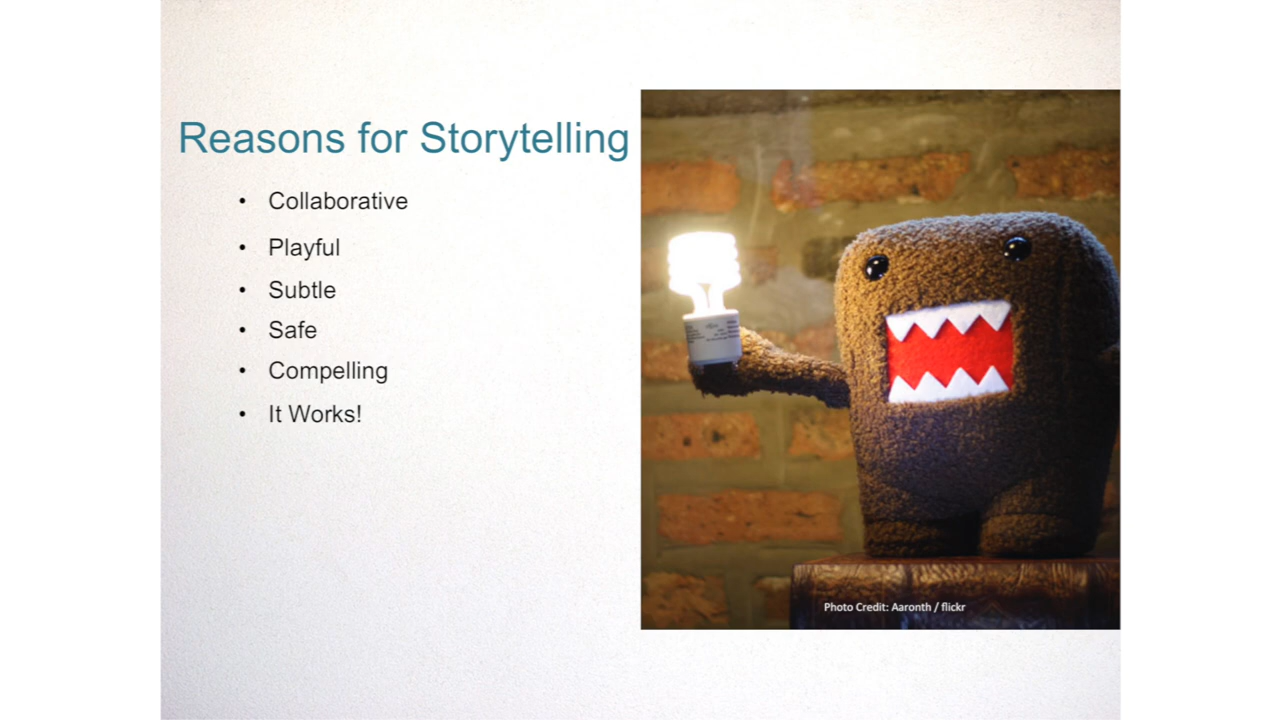 Reasons for Storytelling
• Collaborative
• Playful
• Subtle
• Safe
• Compelling
• It Works!
Photo Credit: Aaronth / flickr